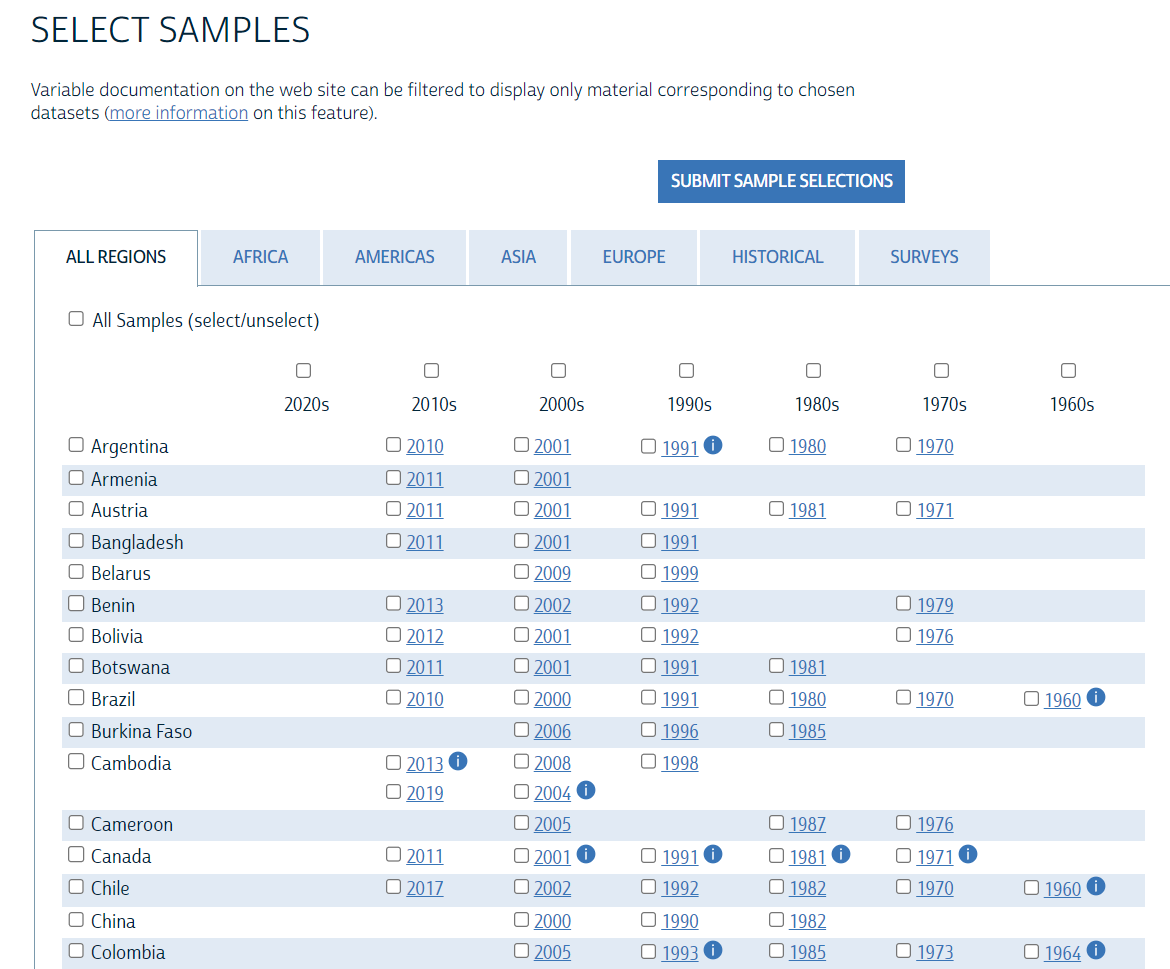 SELECT SAMPLES
Variable documentation on the web site can be filtered to display only material corresponding to chosen
datasets (more information on this feature).
SUBMIT SAMPLE SELECTIONS
ALL REGIONS AFRICA AMERICAS ASIA EUROPE HISTORICAL SURVEYS
All Samples (select/unselect)
2020s 2010s 2000s 1990s 1980s 1970s 1960s
Argentina 2010 2001 1991 i 1980 1970
Armenia 2011 2001
Austria 2011 2001 1991 1981 1971
Bangladesh 2011 2001 1991
Belarus 2009 1999
Benin 2013 2002 1992 1979
Bolivia 2012 2001 1992 1976
Botswana 2011 2001 1991 1981
Brazil 2010 2000 1991 1980 1970 1960 i
Burkina Faso 2006 1996 1985
Cambodia 2013 i 2008 1998
2019 2004 i
Cameroon 2005 1987 1976
Canada 2011 2001 i 1991 i 1981 i 1971 i
Chile 2017 2002 1992 1982 1970 1960 i
China 2000 1990 1982
Colombia 2005 1993 i 1985 1973 1964 i